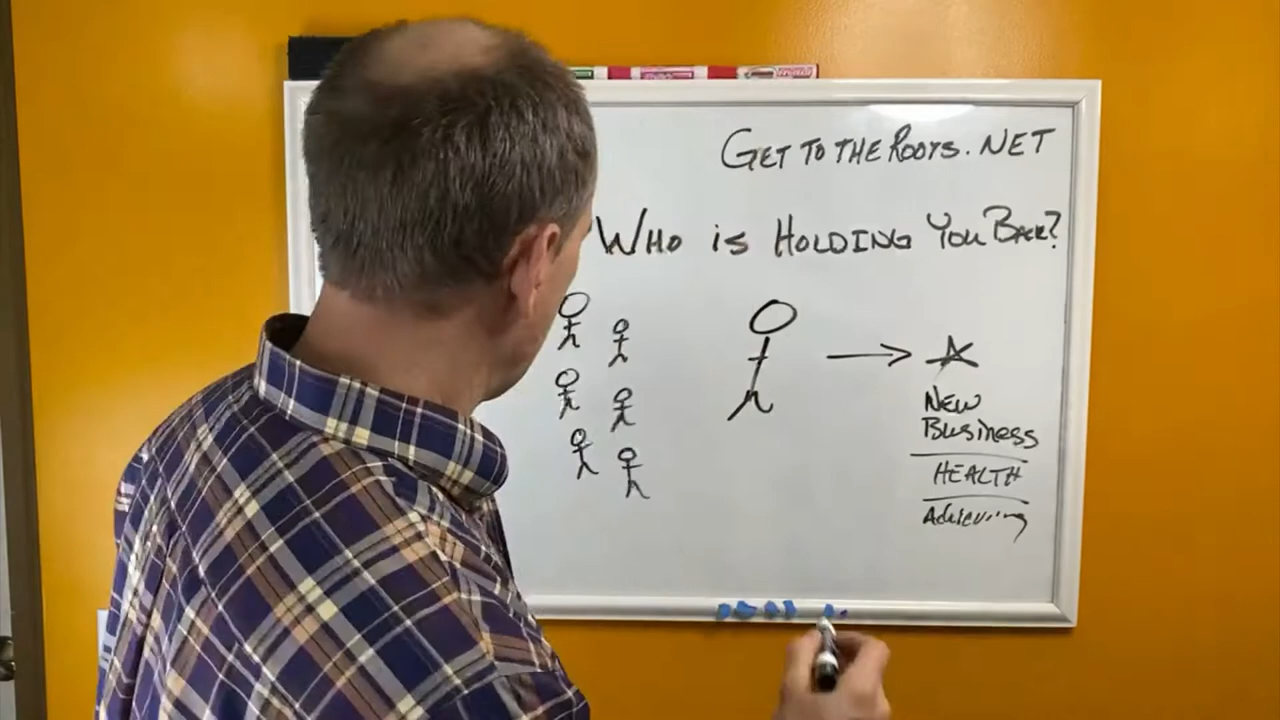 GET TO THE ROOTS.NET
WHO is HOLDING YOU BACK?
NEW
Business
HEALTH
Achieving